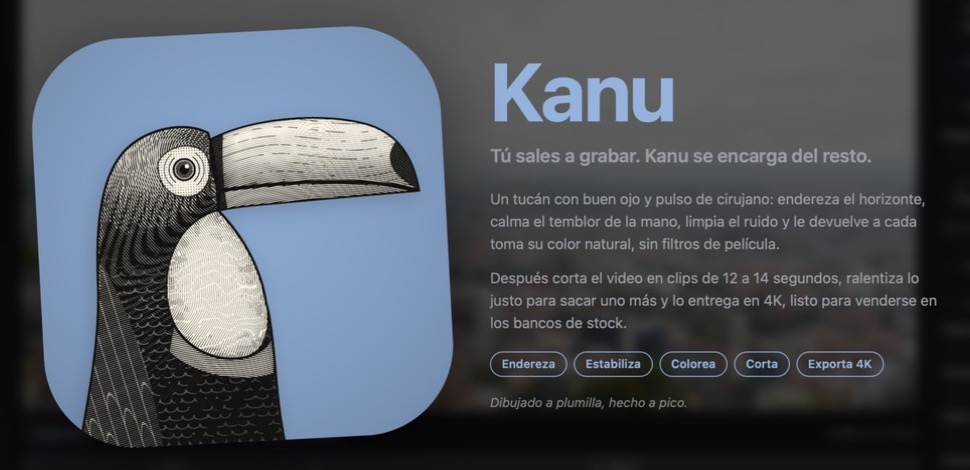 Kanu
Tú sales a grabar. Kanu se encarga del resto.
Un tucán con buen ojo y pulso de cirujano: endereza el horizonte,
calma el temblor de la mano, limpia el ruido y le devuelve a cada
toma su color natural, sin filtros de película.
Después corta el video en clips de 12 a 14 segundos, ralentiza lo
justo para sacar uno más y lo entrega en 4K, listo para venderse en
los bancos de stock.
Endereza Estabiliza Colorea Corta Exporta 4K
Dibujado a plumilla, hecho a pico.